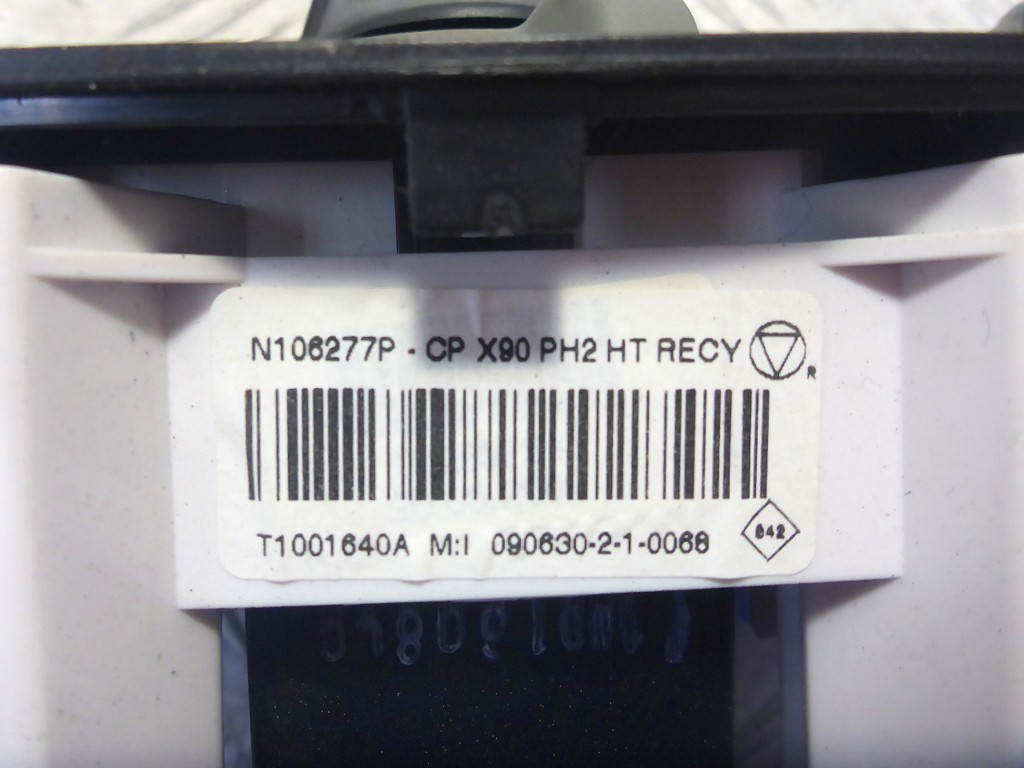 N106277P - CP X90 PH2 HT RECY
R
T1001640A M:I 090630-2-1-0068
842